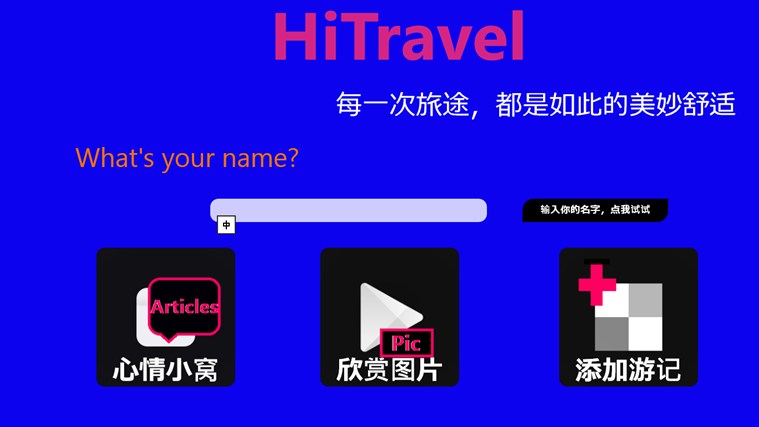 HiTravel
每一次旅途，都是如此的美妙舒适
What's your name?
中
输入你的名字，点我试试
Articles
心情小窝
Pic
欣赏图片
添加游记